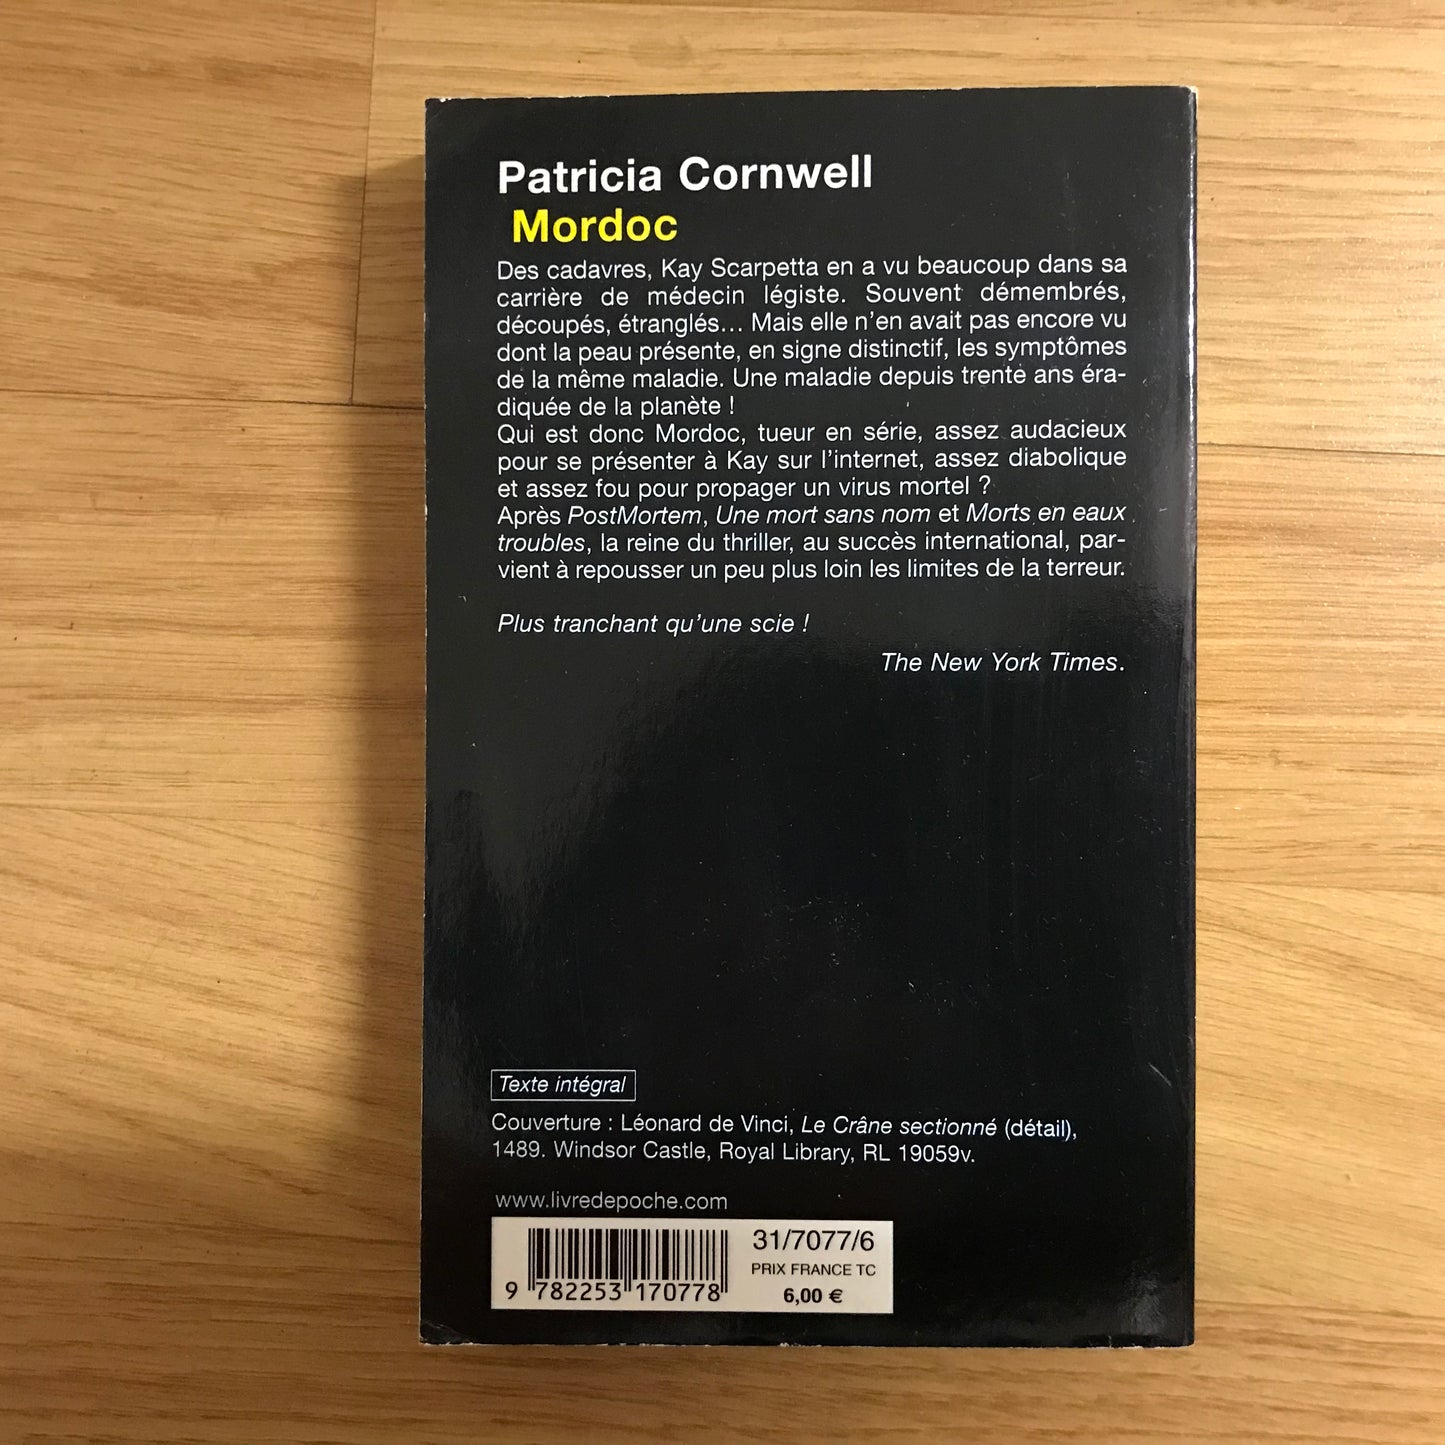 Patricia Cornwell
Mordoc
Des cadavres, Kay Scarpetta en a vu beaucoup dans sa
carrière de médecin légiste. Souvent démembrés,
découpés, étranglés... Mais elle n'en avait pas encore vu
dont la peau présente, en signe distinctif, les symptômes
de la même maladie. Une maladie depuis trente ans éra-
diquée de la planète !
Qui est donc Mordoc, tueur en série, assez audacieux
pour se présenter à Kay sur l'internet, assez diabolique
et assez fou pour propager un virus mortel ?
Après PostMortem, Une mort sans nom et Morts en eaux
troubles, la reine du thriller, au succès international, par-
vient à repousser un peu plus loin les limites de la terreur.
Plus tranchant qu'une scie !
The New York Times.
Texte intégral
Couverture : Léonard de Vinci, Le Crâne sectionné (détail),
1489. Windsor Castle, Royal Library, RL 19059v.
www.livredepoche.com
31/7077/6
PRIX FRANCE TC
6,00 €
9 782253 170778